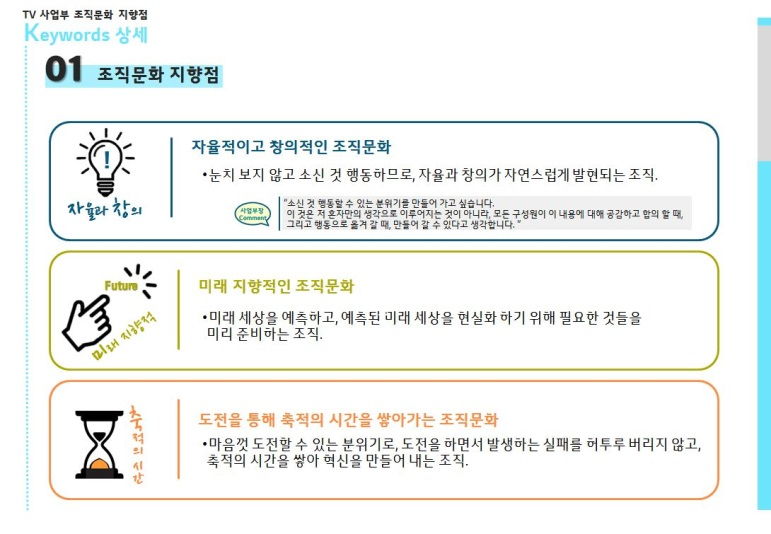 TV 사업부 조직문화 지향점
Keywords 상세
01 조직문화 지향점
자율적이고 창의적인 조직문화
•눈치 보지 않고 소신 것 행동하므로, 자율과 창의가 자연스럽게 발현되는 조직.
자율과 창의
사업부장
Comment
“소신 것 행동할 수 있는 분위기를 만들어 가고 싶습니다.
이 것은 저 혼자만의 생각으로 이루어지는 것이 아니라, 모든 구성원이 이 내용에 대해 공감하고 합의 할 때,
그리고 행동으로 옮겨 갈 때, 만들어 갈 수 있다고 생각합니다. “
Future
미래 지향적
미래 지향적인 조직문화
•미래 세상을 예측하고, 예측된 미래 세상을 현실화 하기 위해 필요한 것들을
미리 준비하는 조직.
축적의 시간
도전을 통해 축적의 시간을 쌓아가는 조직문화
•마음껏 도전할 수 있는 분위기로, 도전을 하면서 발생하는 실패를 허투루 버리지 않고,
축적의 시간을 쌓아 혁신을 만들어 내는 조직.